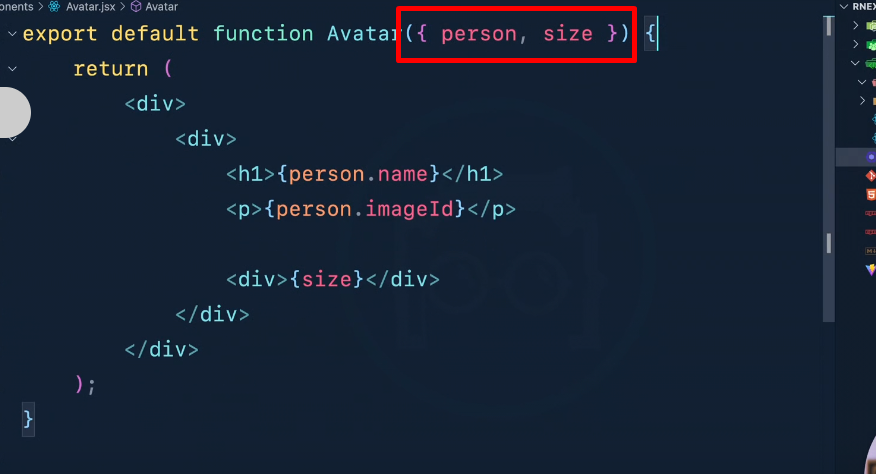 onents > Avatar.jsx > Avatar
RNEX
export default function Avatar({ person, size }) {
return (
<div>
<div>
<h1>{person.name}</h1>
<p>{person.imageId}</p>
<div>{size}</div>
</div>
</div>
);
}